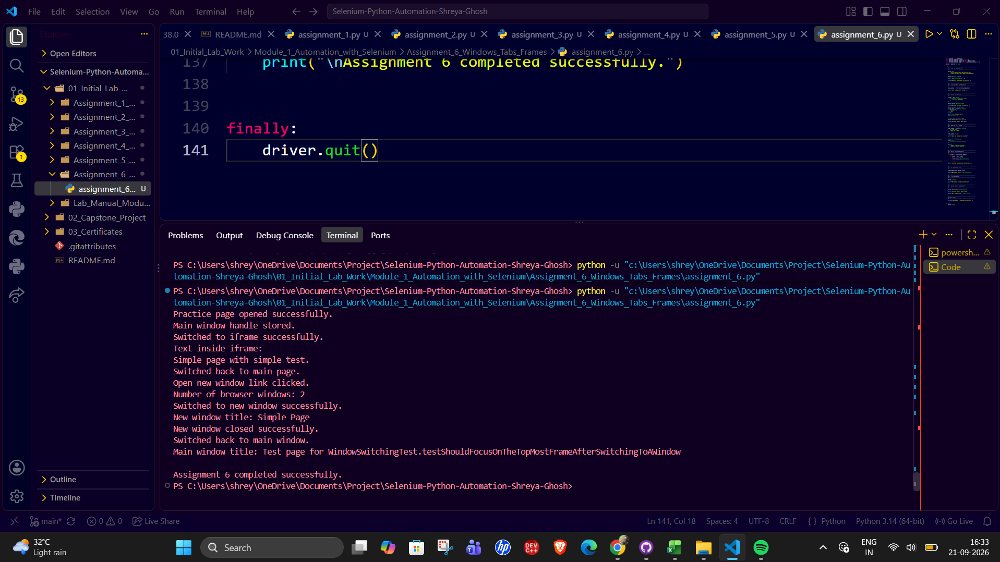 File Edit Selection View Go Run Terminal Help
Selenium-Python-Automation-Shreya-Ghosh
Explorer
Open Editors
Selenium-Python-Automa...
01_Initial_Lab_...
Assignment_1_...
Assignment_2_...
Assignment_3_...
Assignment_4_...
Assignment_5_...
Assignment_6_...
assignment_6... U
Lab_Manual_Modu...
02_Capstone_Project
03_Certificates
.gitattributes
README.md
Outline
Timeline
13
1
38.0 README.md assignment_1.py U assignment_2.py U assignment_3.py U assignment_4.py U assignment_5.py U assignment_6.py U
01_Initial_Lab_Work > Module_1_Automation_with_Selenium > Assignment_6_Windows_Tabs_Frames > assignment_6.py > ...
137 print("\nAssignment 6 completed successfully.")
138
139
140 finally:
141 driver.quit()
Problems Output Debug Console Terminal Ports
PS C:\Users\shrey\OneDrive\Documents\Project\Selenium-Python-Automation-Shreya-Ghosh> python -u "c:\Users\shrey\OneDrive\Documents\Project\Selenium-Python-Au
tomation-Shreya-Ghosh\01_Initial_Lab_Work\Module_1_Automation_with_Selenium\Assignment_6_Windows_Tabs_Frames\assignment_6.py"
PS C:\Users\shrey\OneDrive\Documents\Project\Selenium-Python-Automation-Shreya-Ghosh> python -u "c:\Users\shrey\OneDrive\Documents\Project\Selenium-Python-Au
tomation-Shreya-Ghosh\01_Initial_Lab_Work\Module_1_Automation_with_Selenium\Assignment_6_Windows_Tabs_Frames\assignment_6.py"
Practice page opened successfully.
Main window handle stored.
Switched to iframe successfully.
Text inside iframe:
Simple page with simple test.
Switched back to main page.
Open new window link clicked.
Number of browser windows: 2
Switched to new window successfully.
New window title: Simple Page
New window closed successfully.
Switched back to main window.
Main window title: Test page for WindowSwitchingTest.testShouldFocusOnTheTopMostFrameAfterSwitchingToAWindow
Assignment 6 completed successfully.
PS C:\Users\shrey\OneDrive\Documents\Project\Selenium-Python-Automation-Shreya-Ghosh>
powersh...
Code
main* 0 0 Live Share Ln 141, Col 18 Spaces: 4 UTF-8 CRLF { } Python Python 3.14 (64-bit) Go Live
32°C
Light rain
Search
hp
DEV C++
ENG
IN
16:33
21-09-2026